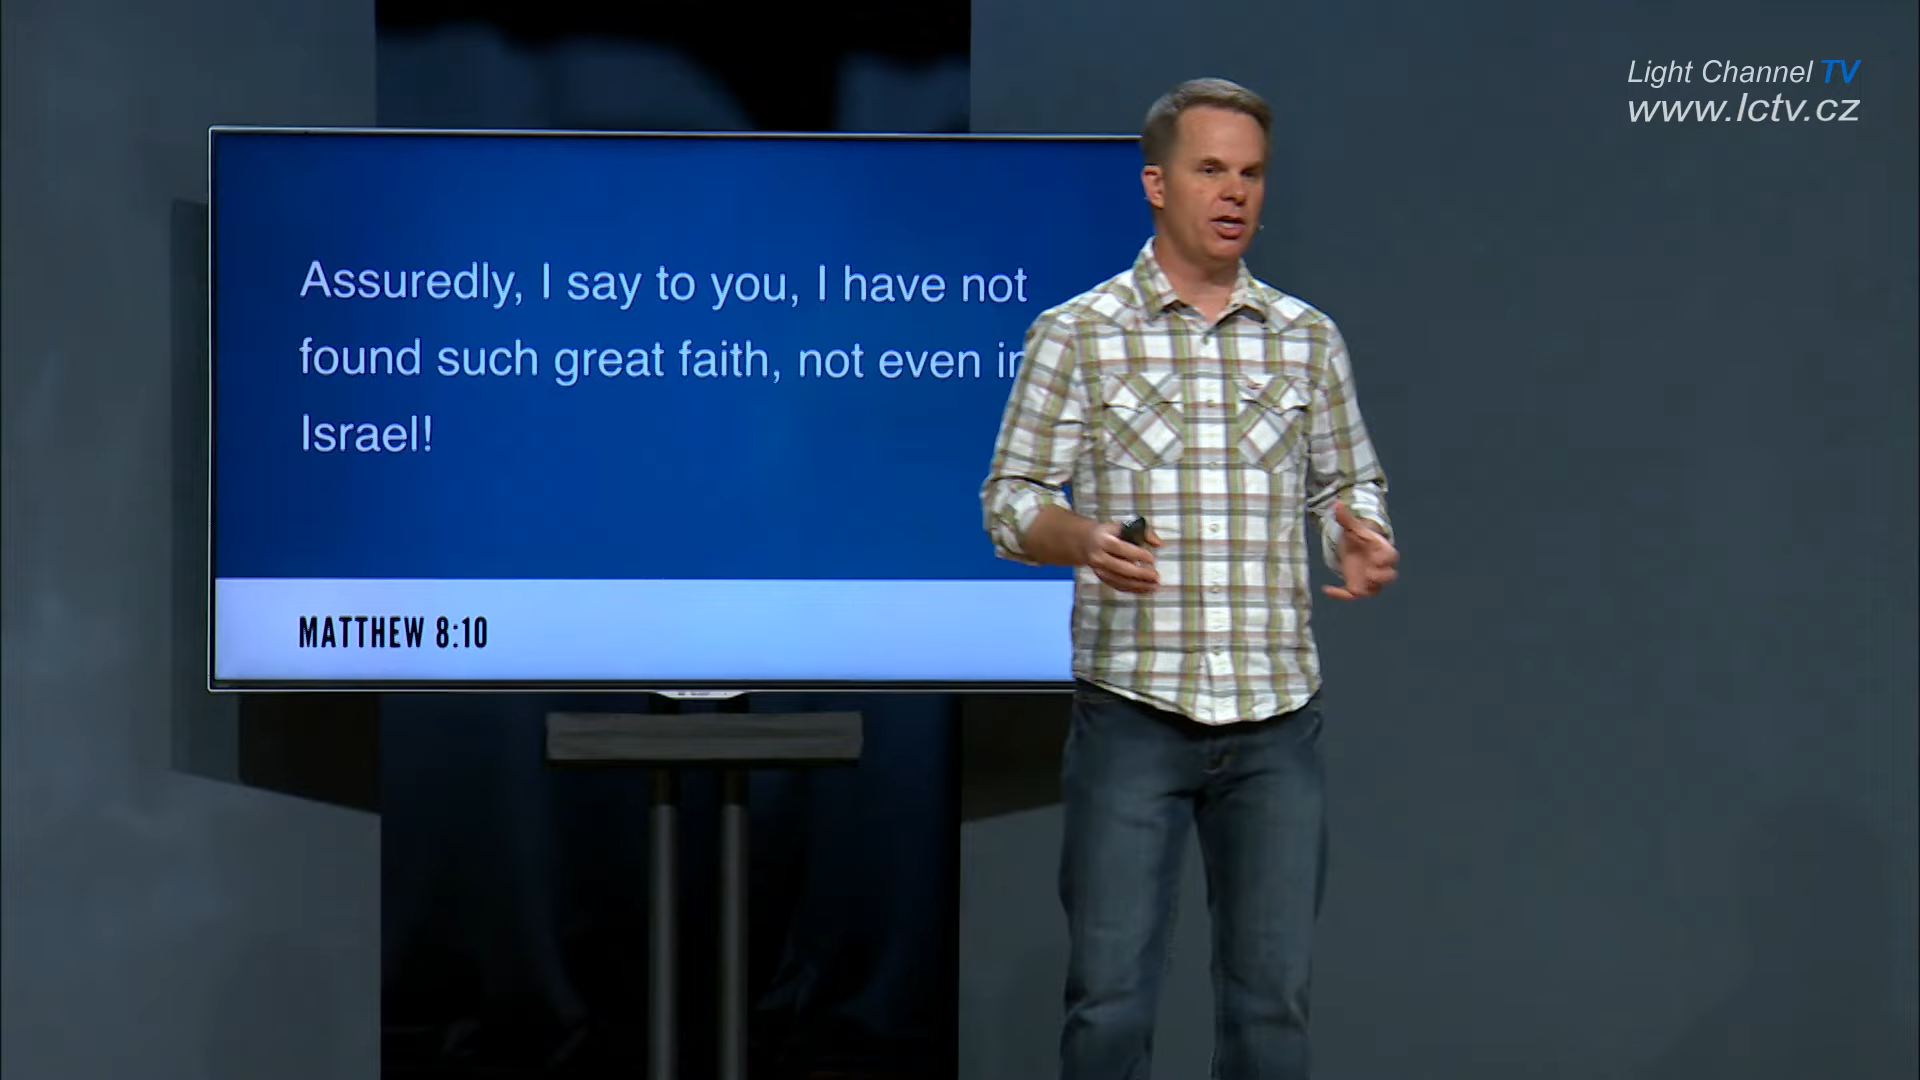 Light Channel TV
www.lctv.cz
Assuredly, I say to you, I have not
found such great faith, not even in
Israel!
MATTHEW 8:10